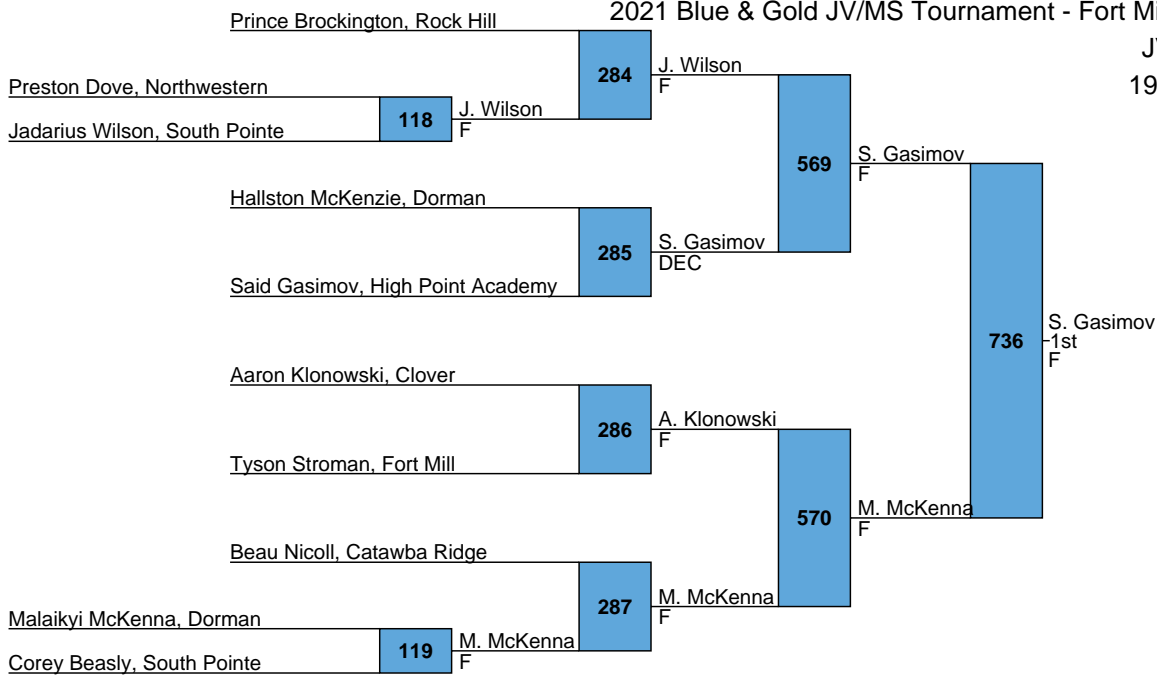 2021 Blue & Gold JV/MS Tournament - Fort
19
Prince Brockington, Rock Hill
284
J. Wilson
F
Preston Dove, Northwestern
118
J. Wilson
F
Jadarius Wilson, South Pointe
569
S. Gasimov
F
Hallston McKenzie, Dorman
285
S. Gasimov
DEC
Said Gasimov, High Point Academy
736
S. Gasimov
1st
F
Aaron Klonowski, Clover
286
A. Klonowski
F
Tyson Stroman, Fort Mill
570
M. McKenna
F
Beau Nicoll, Catawba Ridge
287
M. McKenna
F
Malaikyi McKenna, Dorman
119
M. McKenna
F
Corey Beasly, South Pointe